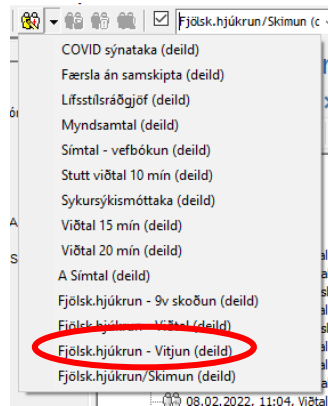 Fjölsk.hjúkrun/Skimun (c
COVID sýnataka (deild)
Færsla án samskipta (deild)
Lífsstílsráðgjöf (deild)
Myndsamtal (deild)
Símtal - vefbókun (deild)
Stutt viðtal 10 mín (deild)
Sykursýkismóttaka (deild)
Viðtal 15 mín (deild)
Viðtal 20 mín (deild)
A Símtal (deild)
Fjölsk.hjúkrun - 9v skoðun (deild)
Fjölsk.hjúkrun - Viðtal (deild)
Fjölsk.hjúkrun - Vitjun (deild)
Fjölsk.hjúkrun/Skimun (deild)
08.02.2022, 11:04. Viðtal